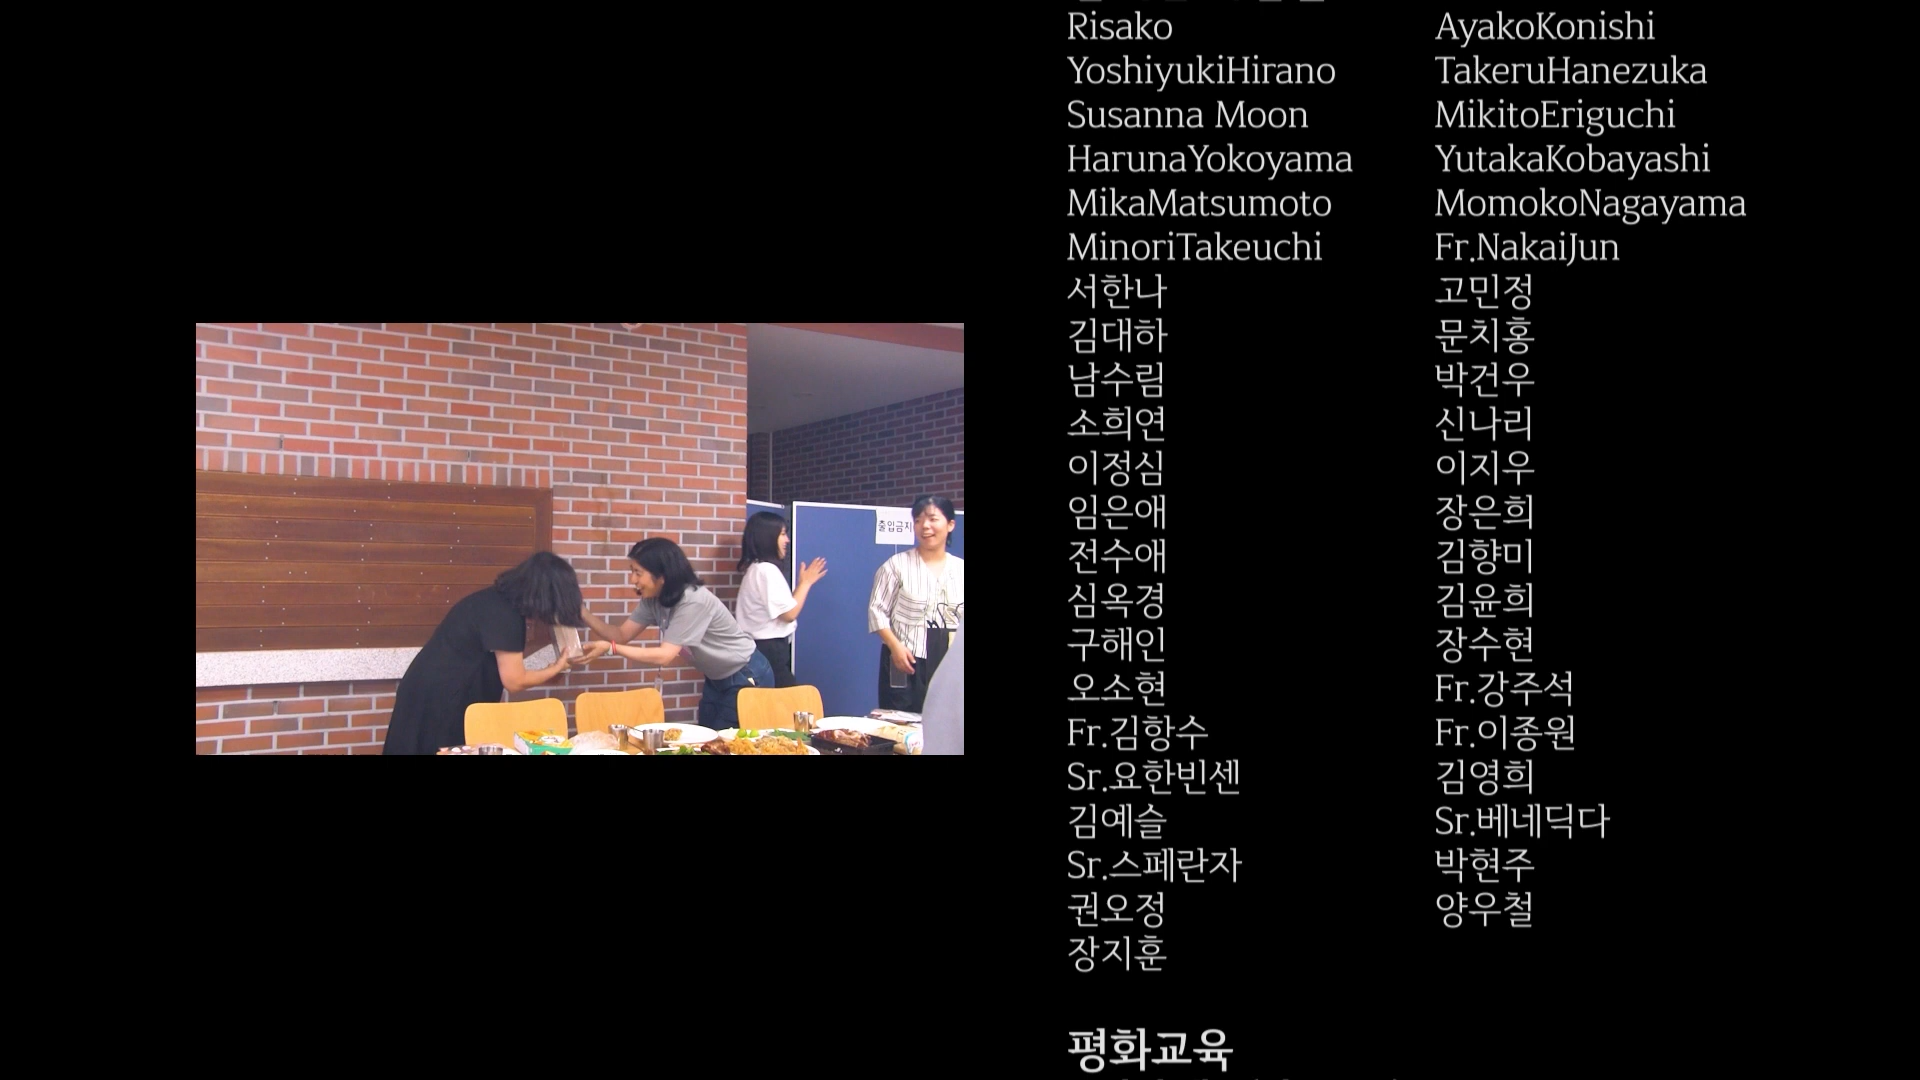 Risako AyakoKonishi
YoshiyukiHirano TakeruHanezuka
Susanna Moon MikitoEriguchi
HarunaYokoyama YutakaKobayashi
MikaMatsumoto MomokoNagayama
MinoriTakeuchi Fr.NakaiJun
서한나 고민정
김대하 문치홍
남수림 박건우
소희연 신나리
이정심 이지우
임은애 장은희
전수애 김향미
심옥경 김윤희
구해인 장수현
오소현 Fr.강주석
Fr.김항수 Fr.이종원
Sr.요한빈센 김영희
김예슬 Sr.베네딕다
Sr.스페란자 박현주
권오정 양우철
장지훈
평화교육
출입금지